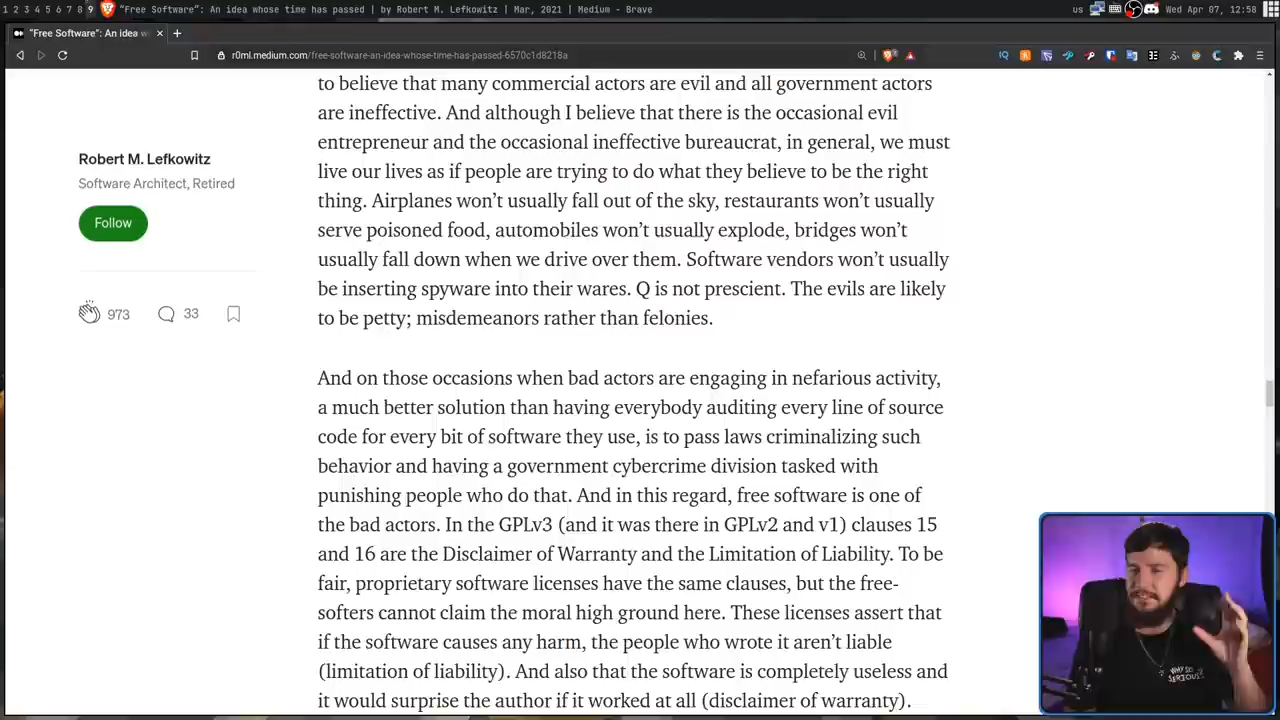 1 2 3 4 5 6 7 8 9 "Free Software": An idea whose time has passed | by Robert M. Lefkowitz | Mar, 2021 | Medium - Brave us Wed Apr 07, 12:58
"Free Software": An idea w
r0ml.medium.com/free-software-an-idea-whose-time-has-passed-6570c1d8218a
to believe that many commercial actors are evil and all government actors
are ineffective. And although I believe that there is the occasional evil
entrepreneur and the occasional ineffective bureaucrat, in general, we must
live our lives as if people are trying to do what they believe to be the right
thing. Airplanes won't usually fall out of the sky, restaurants won't usually
serve poisoned food, automobiles won't usually explode, bridges won't
usually fall down when we drive over them. Software vendors won't usually
be inserting spyware into their wares. Q is not prescient. The evils are likely
to be petty; misdemeanors rather than felonies.
Robert M. Lefkowitz
Software Architect, Retired
Follow
973 33
And on those occasions when bad actors are engaging in nefarious activity,
a much better solution than having everybody auditing every line of source
code for every bit of software they use, is to pass laws criminalizing such
behavior and having a government cybercrime division tasked with
punishing people who do that. And in this regard, free software is one of
the bad actors. In the GPLv3 (and it was there in GPLv2 and v1) clauses 15
and 16 are the Disclaimer of Warranty and the Limitation of Liability. To be
fair, proprietary software licenses have the same clauses, but the free-
softers cannot claim the moral high ground here. These licenses assert that
if the software causes any harm, the people who wrote it aren't liable
(limitation of liability). And also that the software is completely useless and
it would surprise the author if it worked at all (disclaimer of warranty).
WHY SO
SERIOUS?